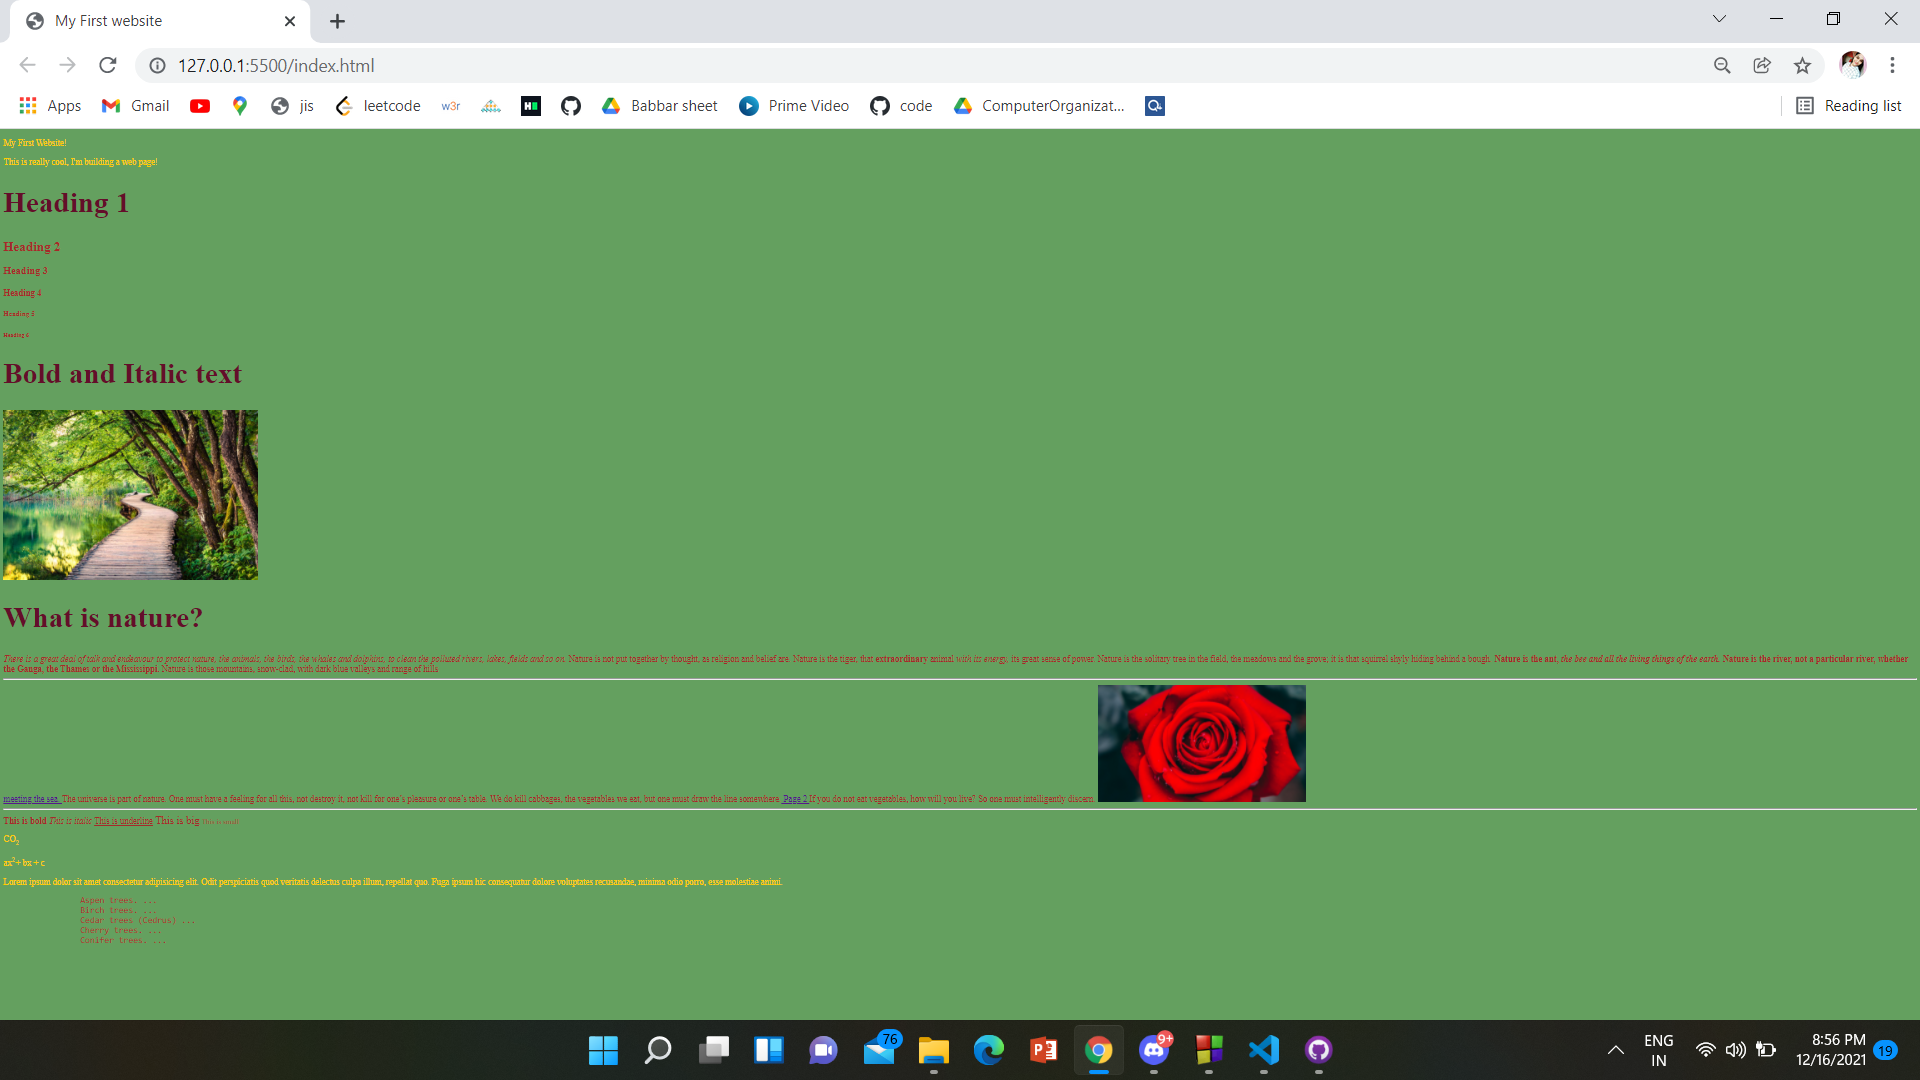 My First website
127.0.0.1:5500/index.html
Apps Gmail jis leetcode w3r Babbar sheet Prime Video code ComputerOrganizat... Reading list
My First Website!
This is really cool, I'm building a web page!
Heading 1
Heading 2
Heading 3
Heading 4
Heading 5
Heading 6
Bold and Italic text
What is nature?
There is a great deal of talk and endeavour to protect nature, the animals, the birds, the whales and dolphins, to clean the polluted rivers, lakes, fields and so on. Nature is not put together by thought, as religion and belief are. Nature is the tiger, that extraordinary animal with its energy, its great sense of power. Nature is the solitary tree in the field, the meadows and the grove; it is that squirrel shyly hiding behind a bough. Nature is the ant, the bee and all the living things of the earth. Nature is the river, not a particular river, whether
the Ganga, the Thames or the Mississippi. Nature is those mountains, snow-clad, with dark blue valleys and range of hills
meeting the sea. The universe is part of nature. One must have a feeling for all this, not destroy it, not kill for one's pleasure or one's table. We do kill cabbages, the vegetables we eat, but one must draw the line somewhere. Page 2 If you do not eat vegetables, how will you live? So one must intelligently discern.
This is bold This is italic This is underline This is big This is small
CO2
ax2+ bx + c
Lorem ipsum dolor sit amet consectetur adipisicing elit. Odit perspiciatis quod veritatis delectus culpa illum, repellat quo. Fuga ipsum hic consequatur dolore voluptates recusandae, minima odio porro, esse molestiae animi.
Aspen trees. ...
Birch trees. ...
Cedar trees (Cedrus) ...
Cherry trees. ...
Conifer trees. ...
76
9+
ENG
IN
8:56 PM
12/16/2021
19